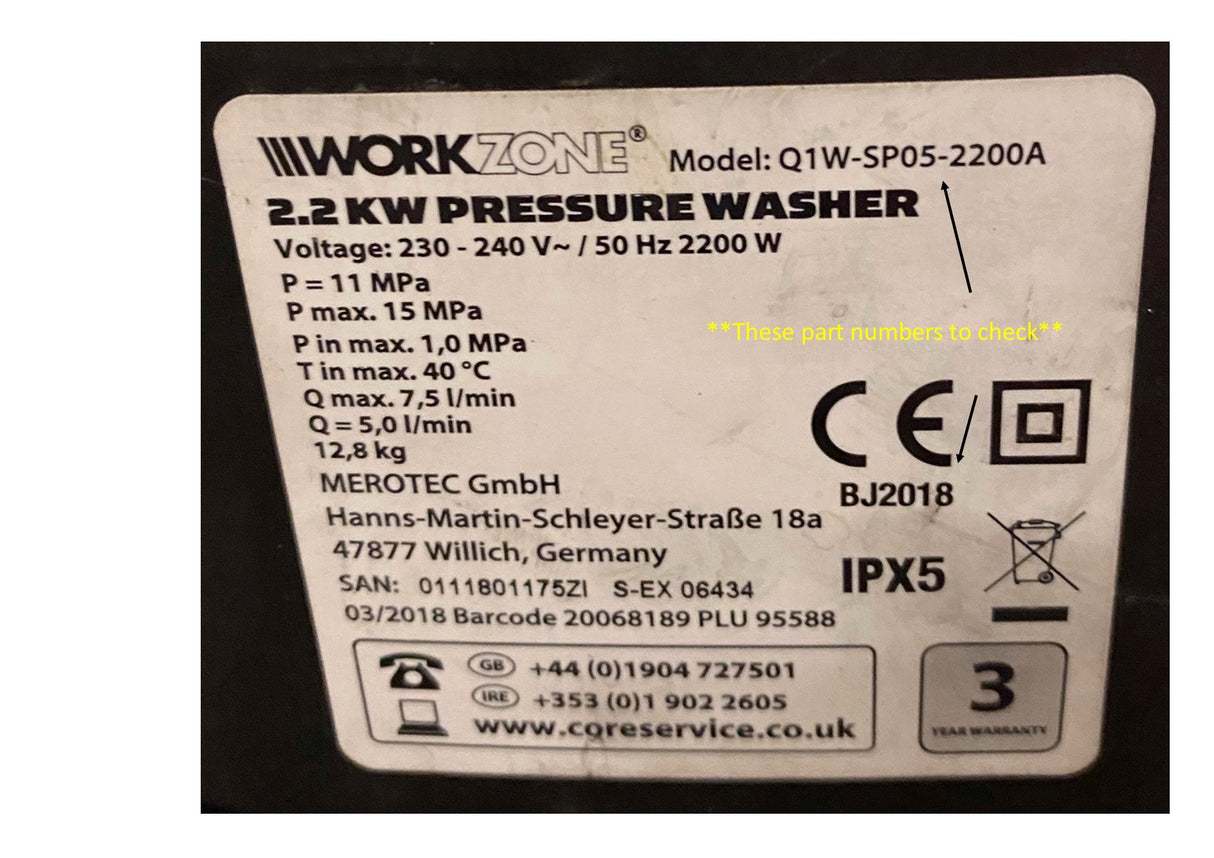 WORKZONE® Model: Q1W-SP05-2200A
2.2 KW PRESSURE WASHER
Voltage: 230 - 240 V~ / 50 Hz 2200 W
P = 11 MPa
P max. 15 MPa
**These part numbers to check**
P in max. 1,0 MPa
T in max. 40 °C
Q max. 7,5 l/min
Q = 5,0 l/min
12,8 kg
CE
MEROTEC GmbH
BJ2018
Hanns-Martin-Schleyer-Straße 18a
47877 Willich, Germany
IPX5
SAN: 0111801175ZI S-EX 06434
03/2018 Barcode 20068189 PLU 95588
GB +44 (0)1904 727501
IRE +353 (0)1 902 2605
www.coreservice.co.uk
3
YEAR WARRANTY